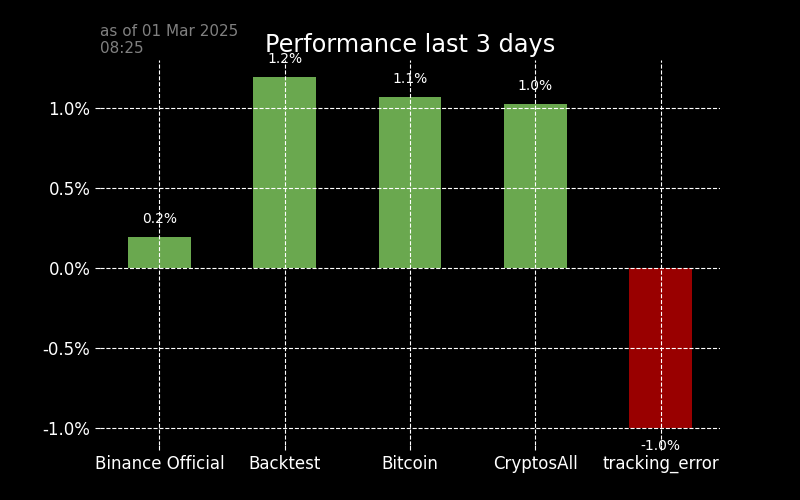 as of 01 Mar 2025
08:25
Performance last 3 days
1.2%
1.1%
1.0%
1.0%
0.5%
0.2%
0.0%
-0.5%
-1.0%
-1.0%
Binance Official
Backtest
Bitcoin
CryptosAll
tracking_error